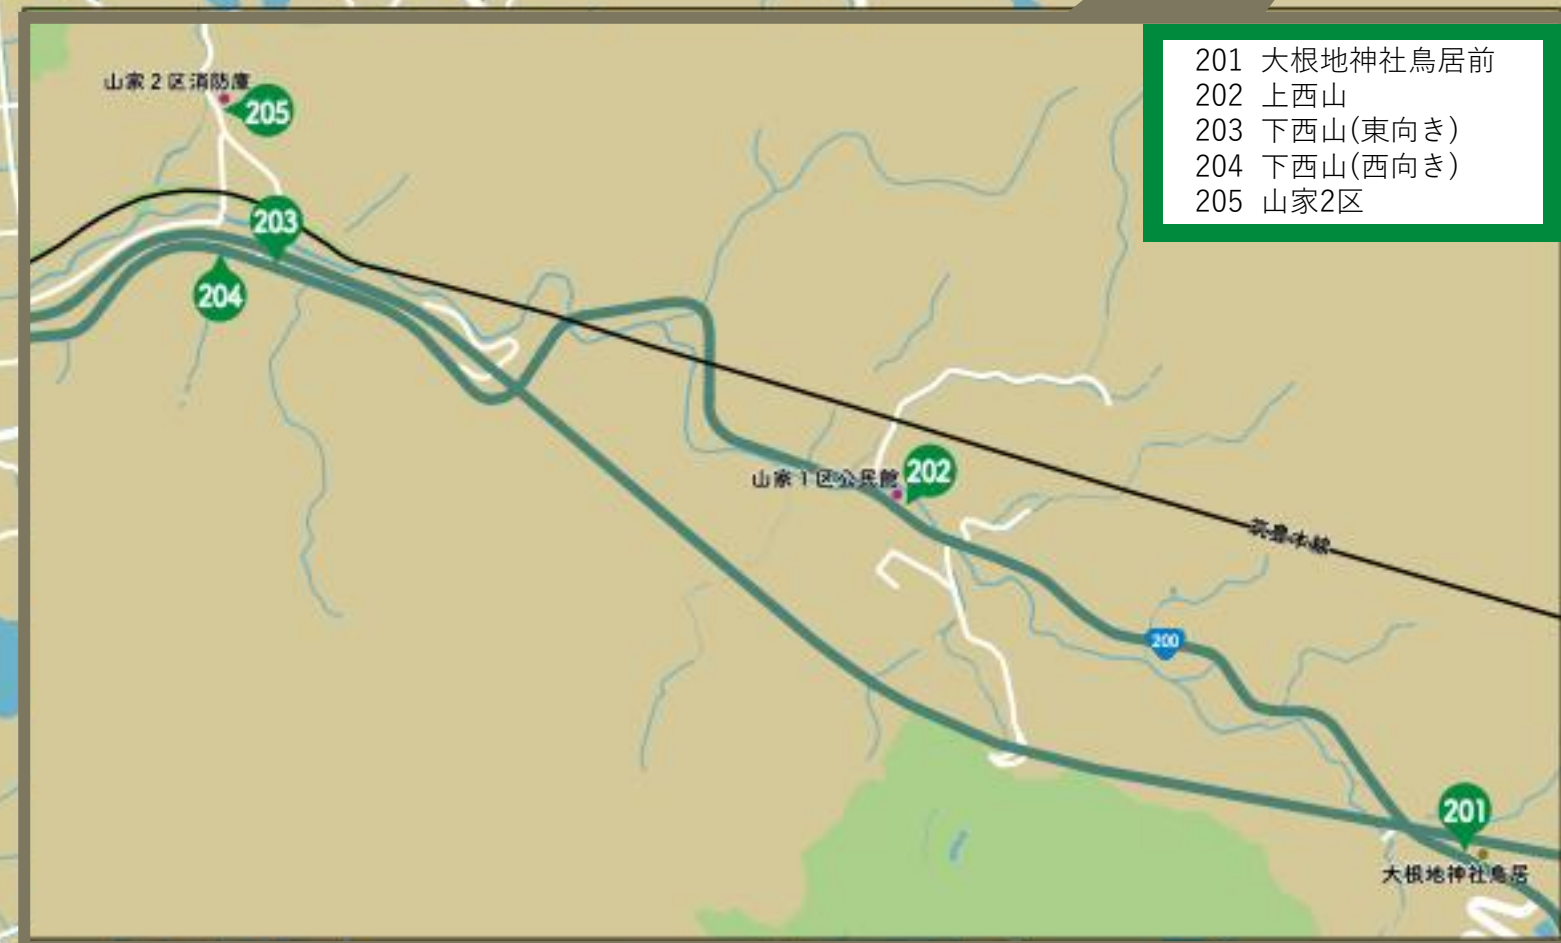 山家2区消防庫
205
201 大根地神社鳥居前
202 上西山
203 下西山(東向き)
204 下西山(西向き)
205 山家2区
203
204
山家1区公民館
202
筑豊本線
200
201
大根地神社鳥居